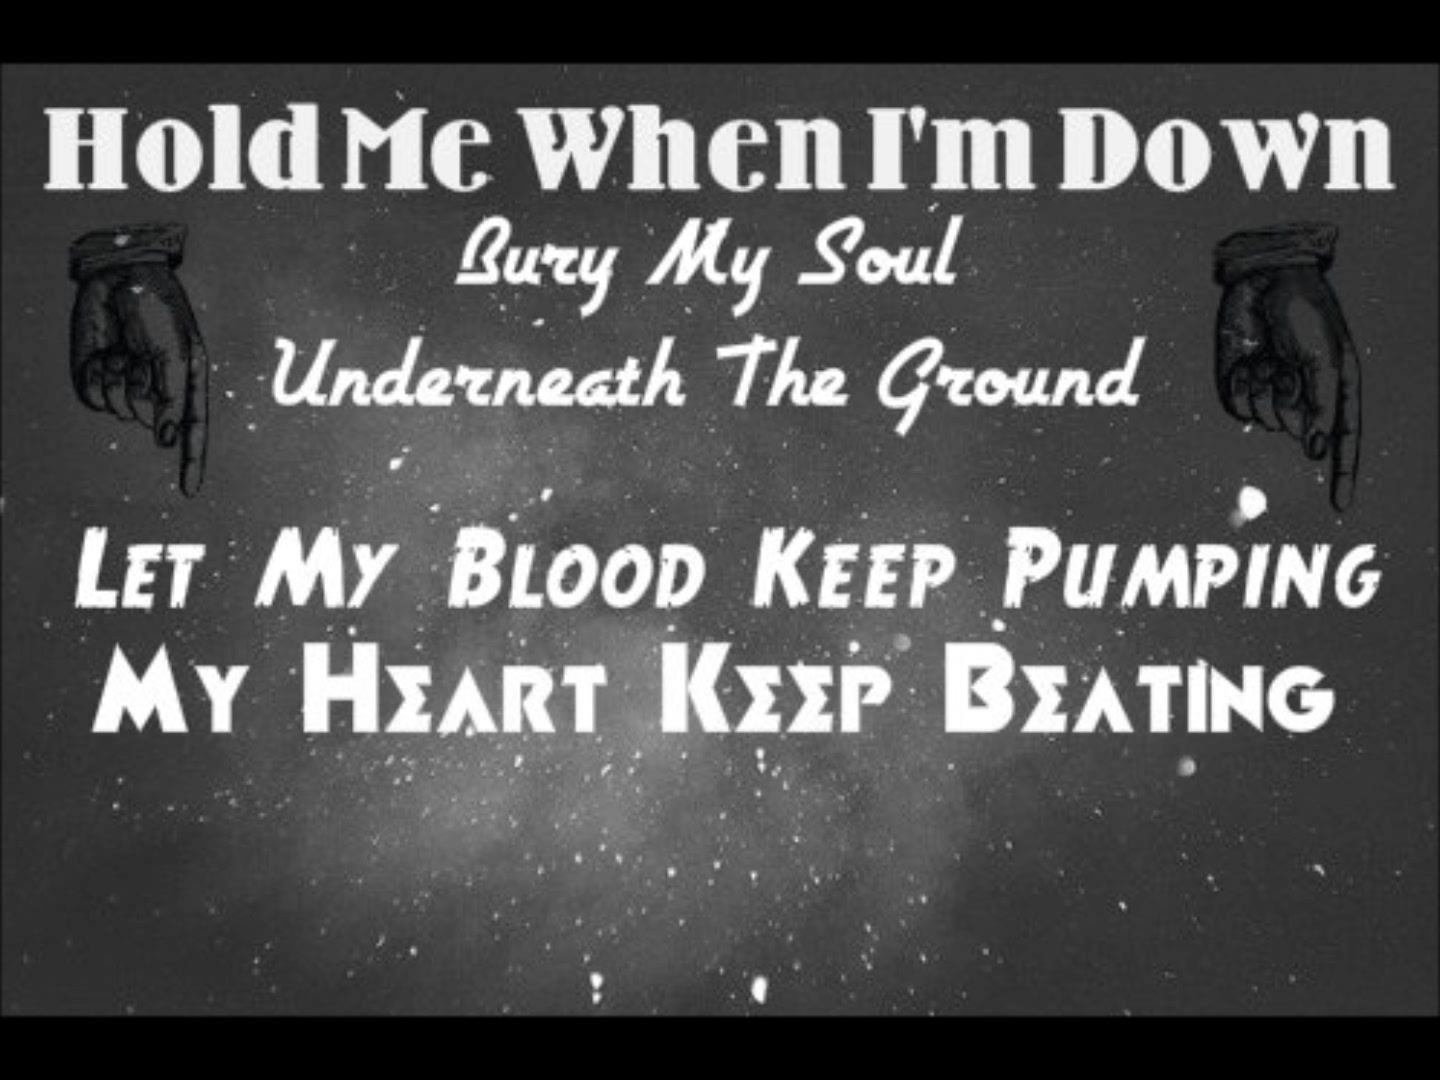 Hold Me When I'm Down
Bury My Soul
Underneath The Ground
Let My Blood Keep Pumping
My Heart Keep Beating